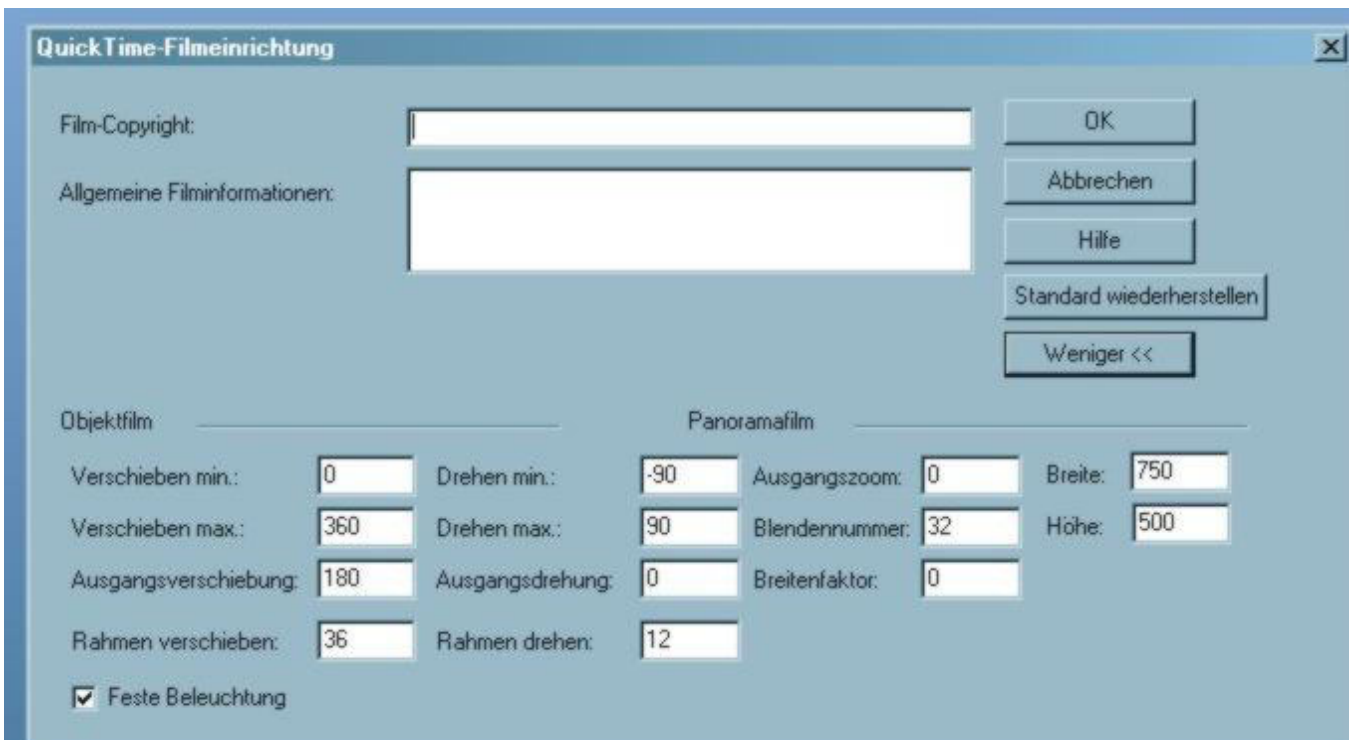 QuickTime-Filmeinrichtung
Film-Copyright:
OK
Allgemeine Filminformationen:
Abbrechen
Hilfe
Standard wiederherstellen
Weniger <<
Objektfilm
Panoramafilm
Verschieben min.: 0 Drehen min.: -90 Ausgangszoom: 0 Breite: 750
Verschieben max.: 360 Drehen max.: 90 Blendennummer: 32 Höhe: 500
Ausgangsverschiebung: 180 Ausgangsdrehung: 0 Breitenfaktor: 0
Rahmen verschieben: 36 Rahmen drehen: 12
Feste Beleuchtung